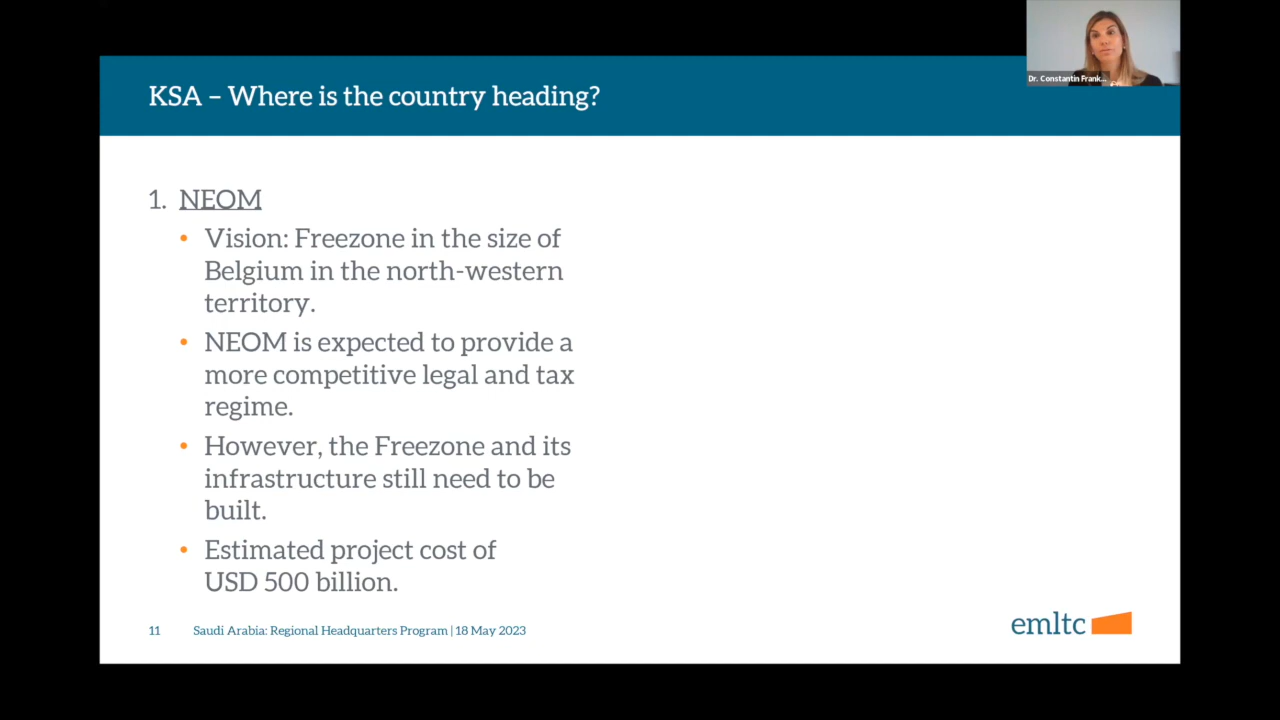 Dr. Constantin Frank...
KSA – Where is the country heading?
1. NEOM
• Vision: Freezone in the size of
Belgium in the north-western
territory.
• NEOM is expected to provide a
more competitive legal and tax
regime.
• However, the Freezone and its
infrastructure still need to be
built.
• Estimated project cost of
USD 500 billion.
11 Saudi Arabia: Regional Headquarters Program | 18 May 2023
emltc